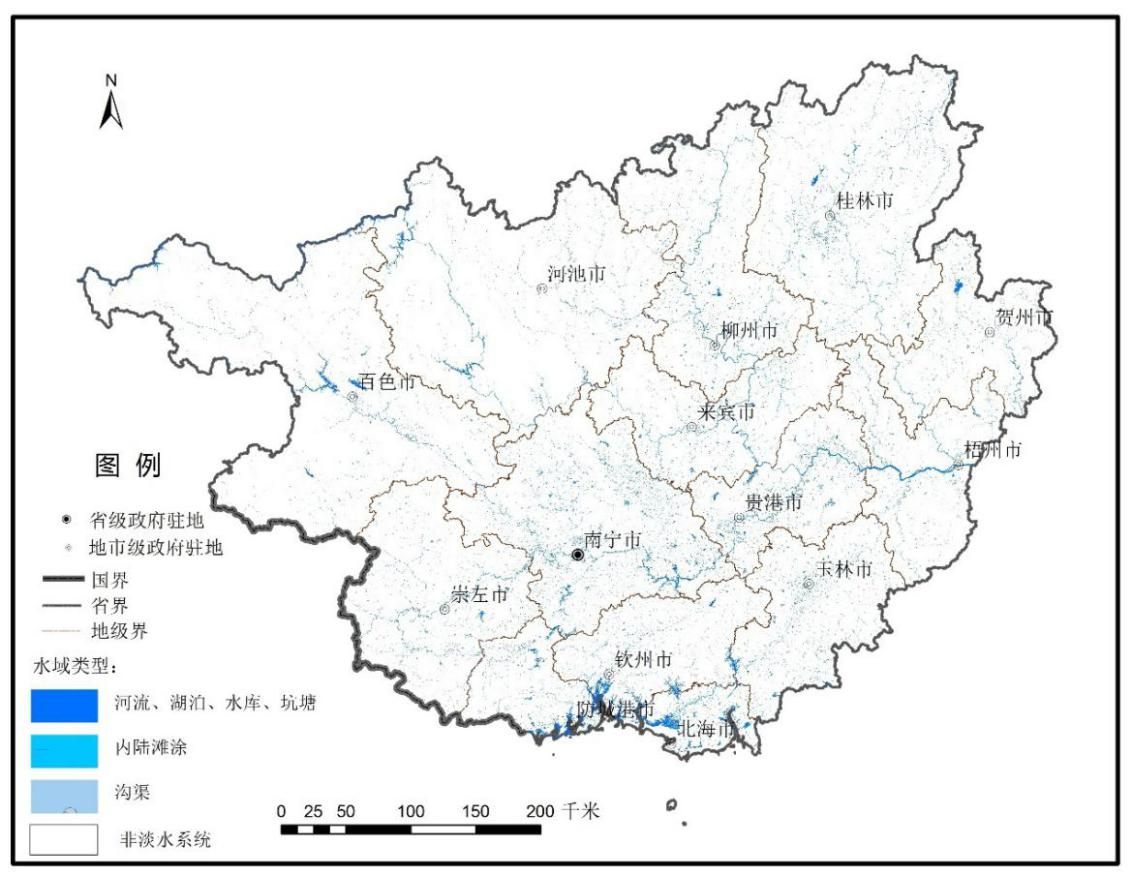 N
桂林市
河池市
贺州市
柳州市
百色市
来宾市
梧州市
贵港市
南宁市
玉林市
崇左市
钦州市
防城港市
北海市
图 例
省级政府驻地
地市级政府驻地
国界
省界
地级界
水域类型：
河流、湖泊、水库、坑塘
内陆滩涂
沟渠
非淡水系统
0 25 50 100 150 200 千米